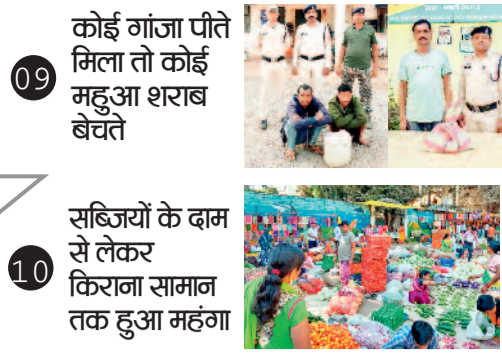 09
कोई गांजा पीते
मिला तो कोई
महुआ शराब
बेचते
10
सब्जियों के दाम
से लेकर
किराना सामान
तक हुआ महंगा